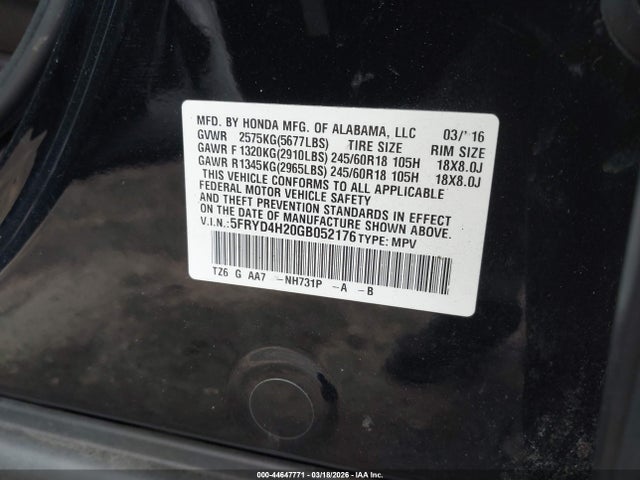 MFD. BY HONDA MFG. OF ALABAMA, LLC 03/'16
GVWR 2575KG(5677LBS) TIRE SIZE RIM SIZE
GAWR F 1320KG(2910LBS) 245/60R18 105H 18X8.0J
GAWR R1345KG(2965LBS) 245/60R18 105H 18X8.0J
THIS VEHICLE CONFORMS TO ALL APPLICABLE
FEDERAL MOTOR VEHICLE SAFETY
AND THEFT PREVENTION STANDARDS IN EFFECT
ON THE DATE OF MANUFACTURE SHOWN ABOVE.
V.I.N.:5FRYD4H20GB052176 TYPE: MPV
TZ6 G AA7 -NH731P -A -B
000-44647771 | 03/18/2026 | IAA Inc.